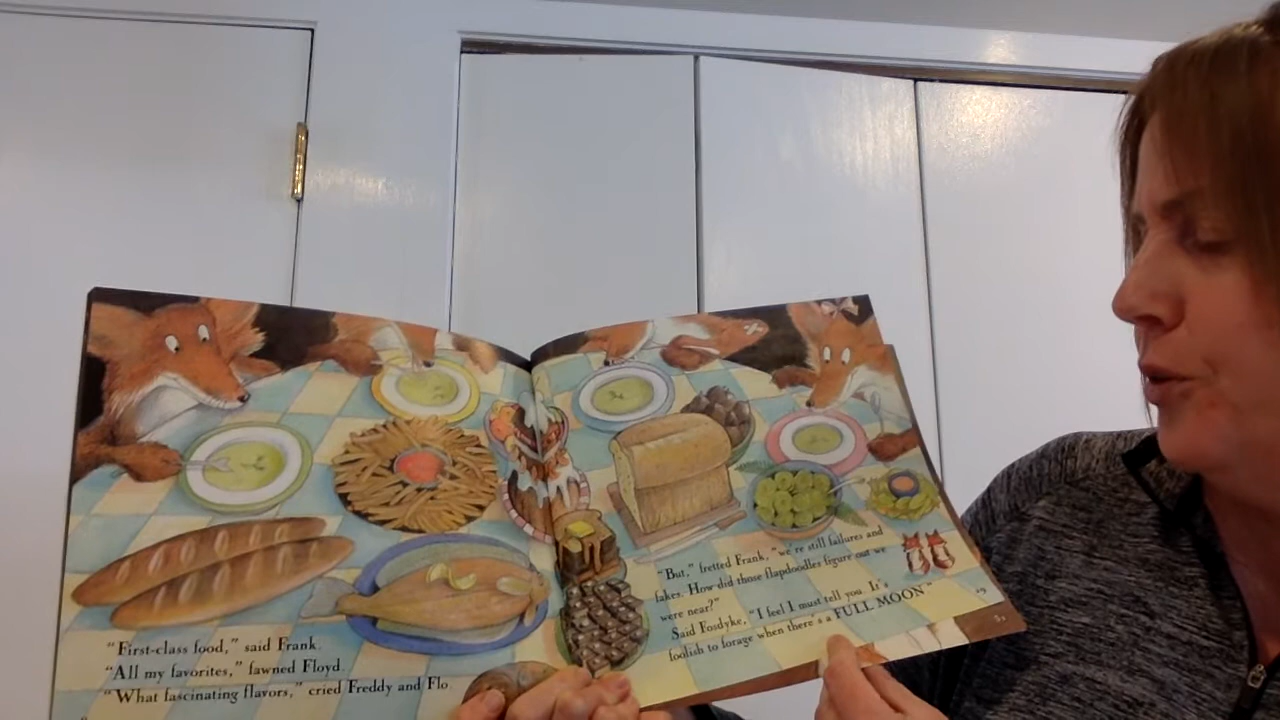 "First-class food," said Frank.
"All my favorites," fawned Floyd.
"What fascinating flavors," cried Freddy and Flo.
"But," fretted Frank, "we're still failures and
fakes. How did those flapdoodles figure out we
were near?"
Said Fosdyke, "I feel I must tell you. It's
foolish to forage when there's a FULL MOON"
29